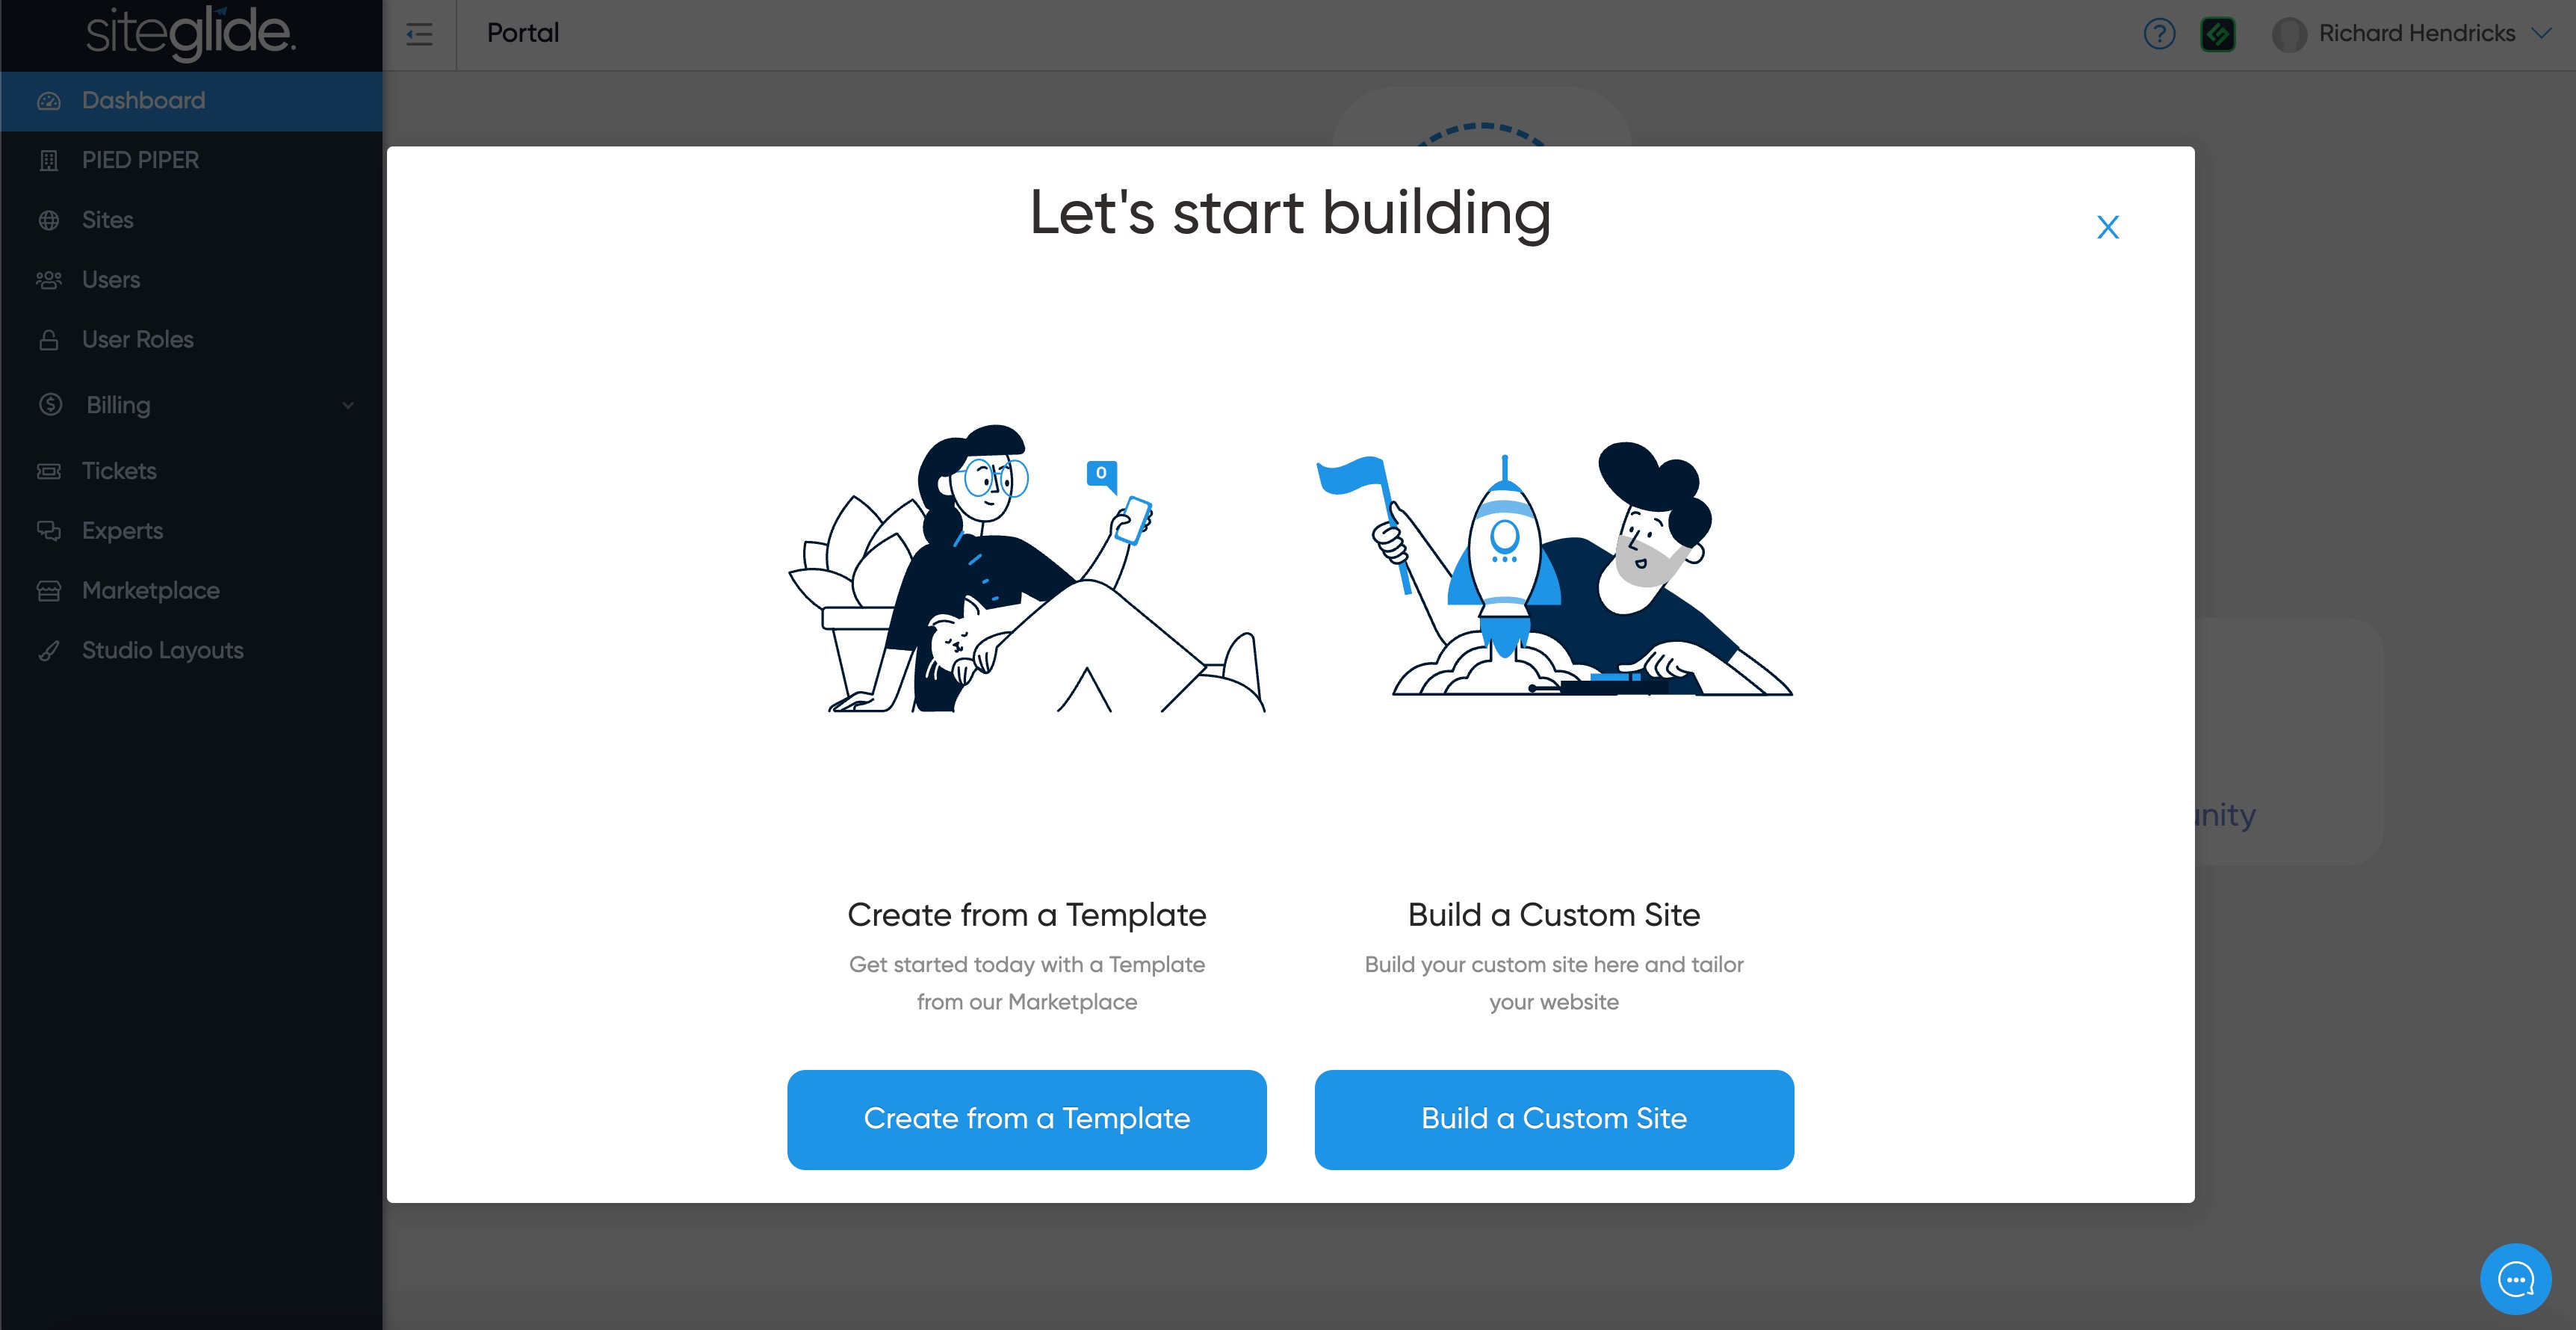 siteglide.
Portal
?
Richard Hendricks
Dashboard
PIED PIPER
Sites
Users
User Roles
Billing
Tickets
Experts
Marketplace
Studio Layouts
Let's start building
X
0
Create from a Template
Get started today with a Template
from our Marketplace
Create from a Template
Build a Custom Site
Build your custom site here and tailor
your website
Build a Custom Site